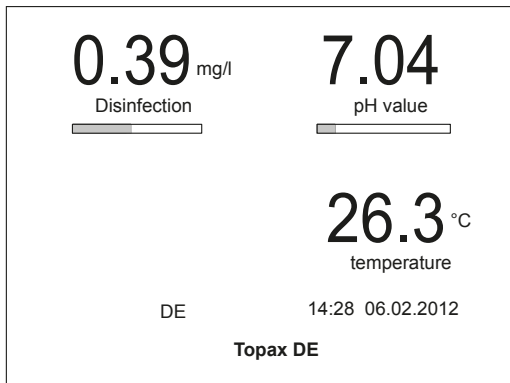 0.39 mg/l 7.04
Disinfection pH value
26.3 °C
temperature
DE 14:28 06.02.2012
Topax DE